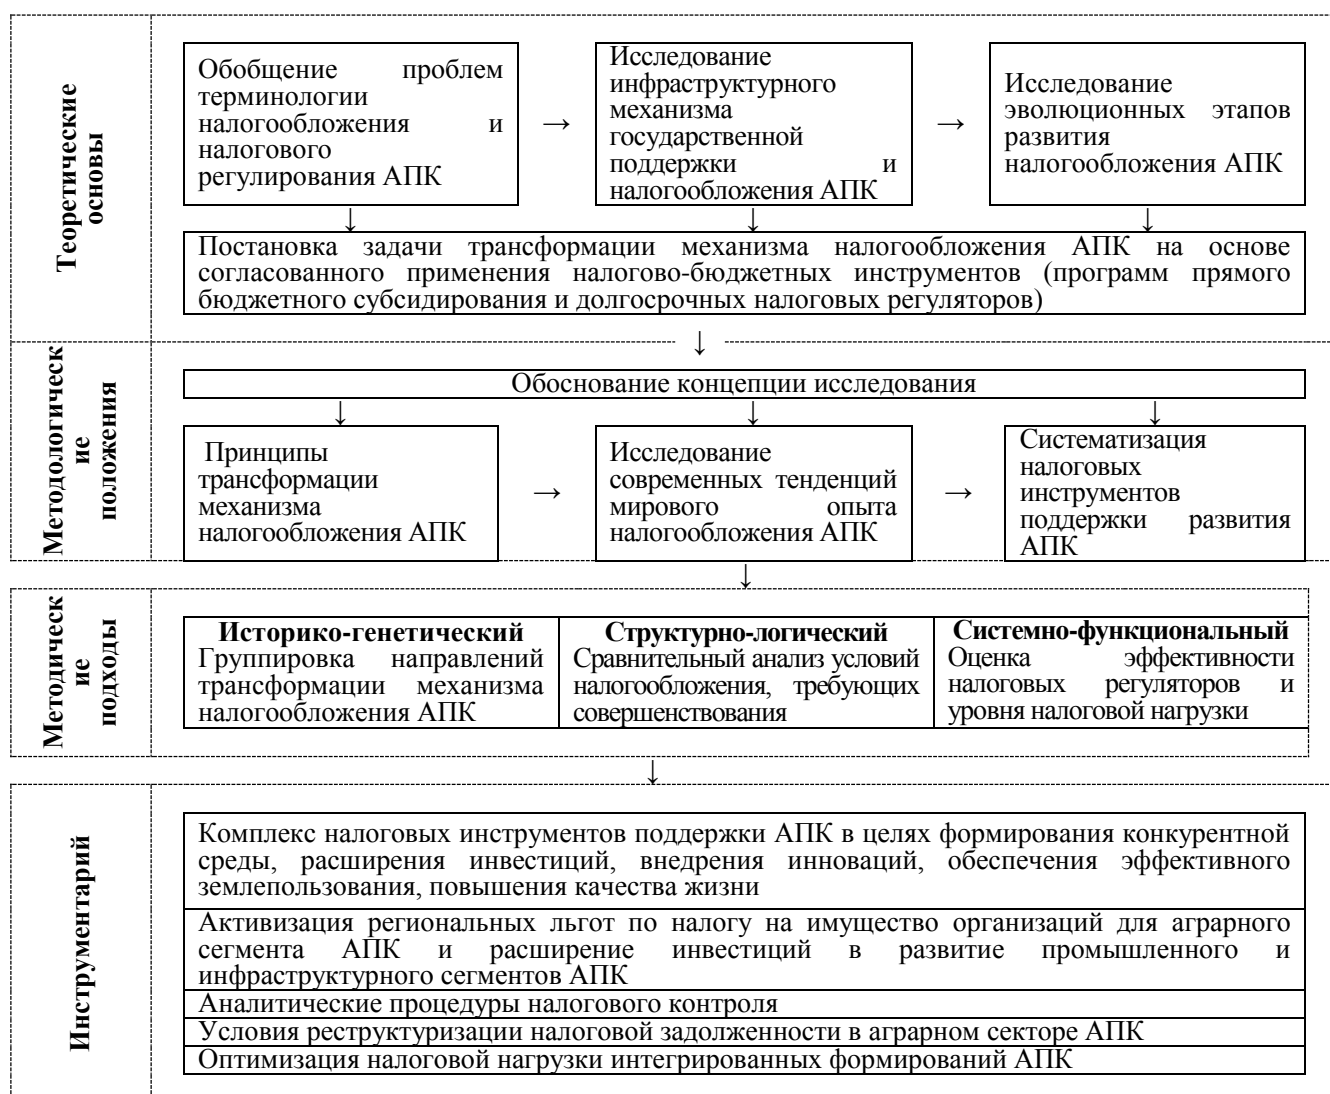 Теоретические
основы
Обобщение проблем
терминологии
налогообложения и
налогового
регулирования АПК
→
Исследование
инфраструктурного
механизма
государственной
поддержки и
налогообложения АПК
→
Исследование
эволюционных этапов
развития
налогообложения АПК
↓ ↓ ↓
Постановка задачи трансформации механизма налогообложения АПК на основе
согласованного применения налогово-бюджетных инструментов (программ прямого
бюджетного субсидирования и долгосрочных налоговых регуляторов)
↓
Методологическ
ие
положения
Обоснование концепции исследования
↓ ↓ ↓
Принципы
трансформации
механизма
налогообложения АПК
→
Исследование
современных тенденций
мирового опыта
налогообложения АПК
→
Систематизация
налоговых
инструментов
поддержки развития
АПК
↓
Методическ
ие
подходы
Историко-генетический
Группировка направлений
трансформации механизма
налогообложения АПК
Структурно-логический
Сравнительный анализ условий
налогообложения, требующих
совершенствования
Системно-функциональный
Оценка эффективности
налоговых регуляторов и
уровня налоговой нагрузки
↓
Инструментарий
Комплекс налоговых инструментов поддержки АПК в целях формирования конкурентной
среды, расширения инвестиций, внедрения инноваций, обеспечения эффективного
землепользования, повышения качества жизни
Активизация региональных льгот по налогу на имущество организаций для аграрного
сегмента АПК и расширение инвестиций в развитие промышленного и
инфраструктурного сегментов АПК
Аналитические процедуры налогового контроля
Условия реструктуризации налоговой задолженности в аграрном секторе АПК
Оптимизация налоговой нагрузки интегрированных формирований АПК